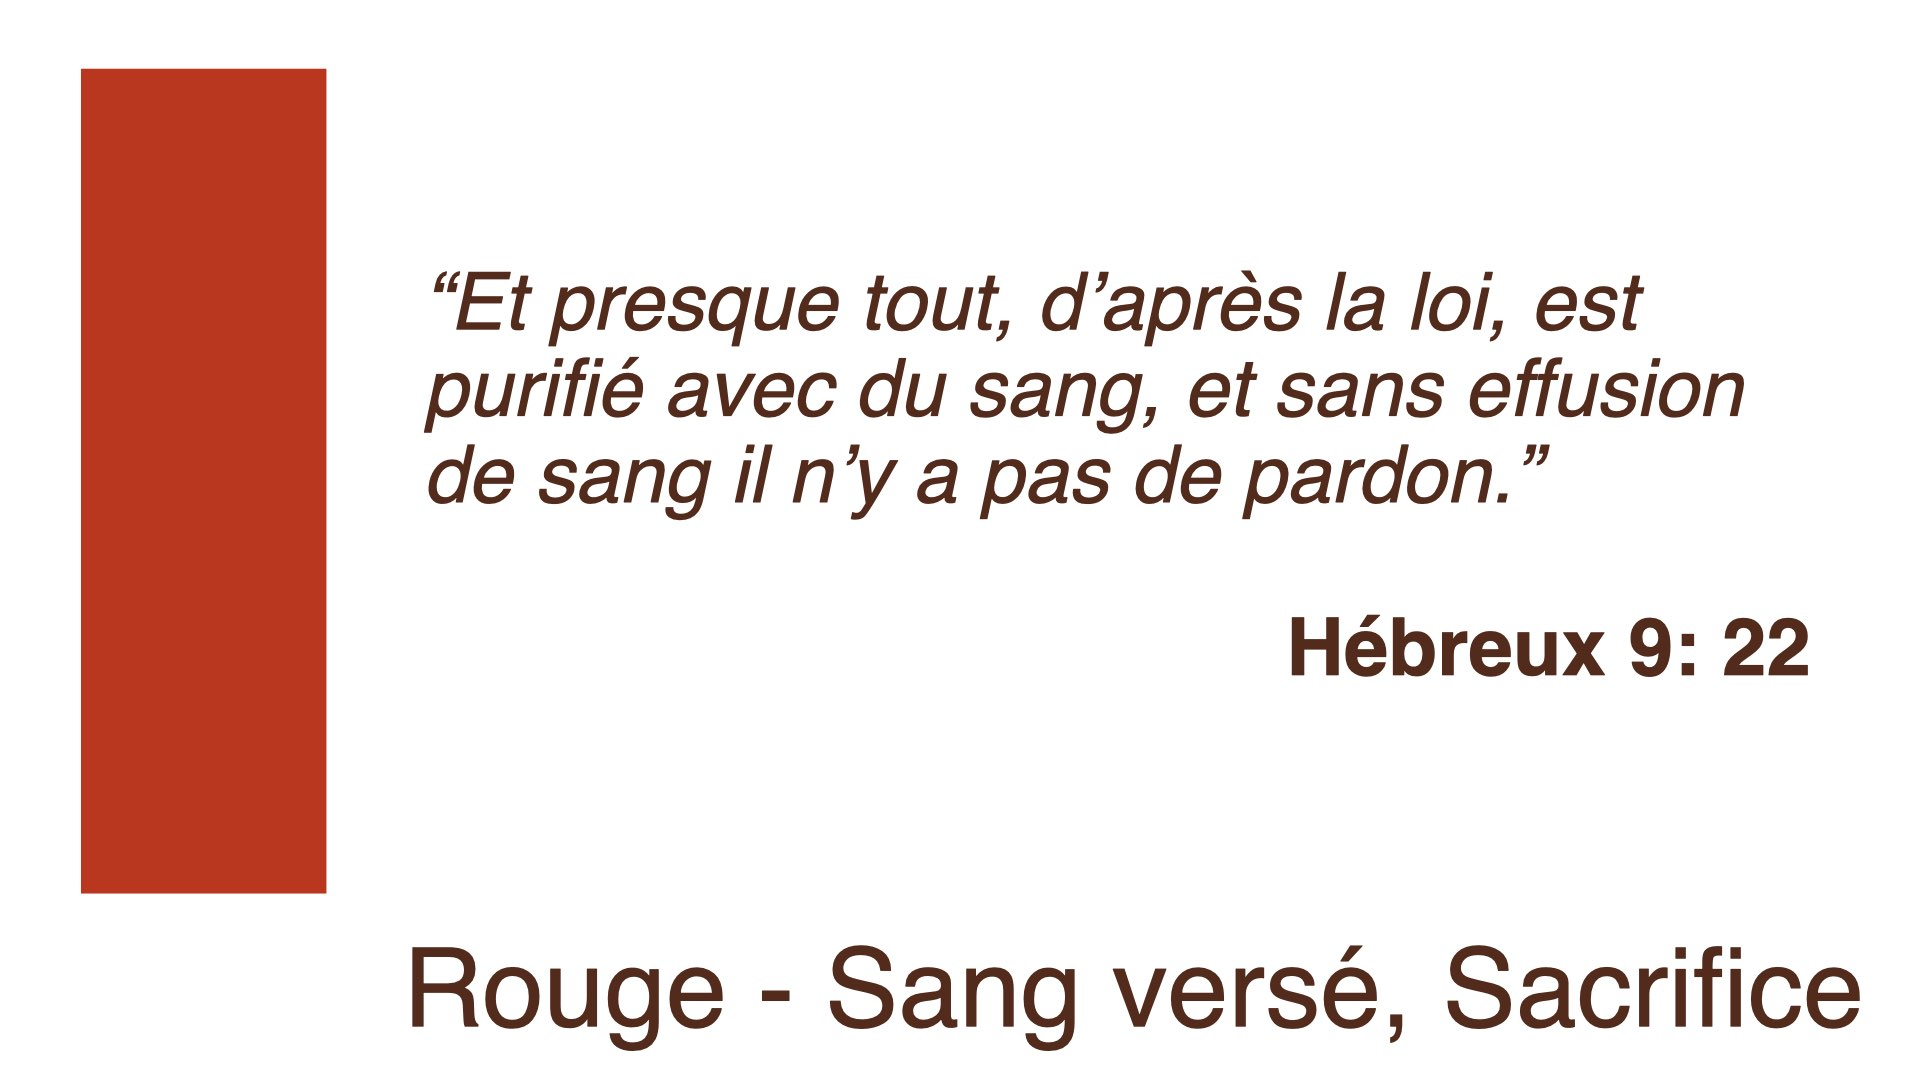 “Et presque tout, d’après la loi, est
purifié avec du sang, et sans effusion
de sang il n’y a pas de pardon.”
Hébreux 9: 22
Rouge - Sang versé, Sacrifice